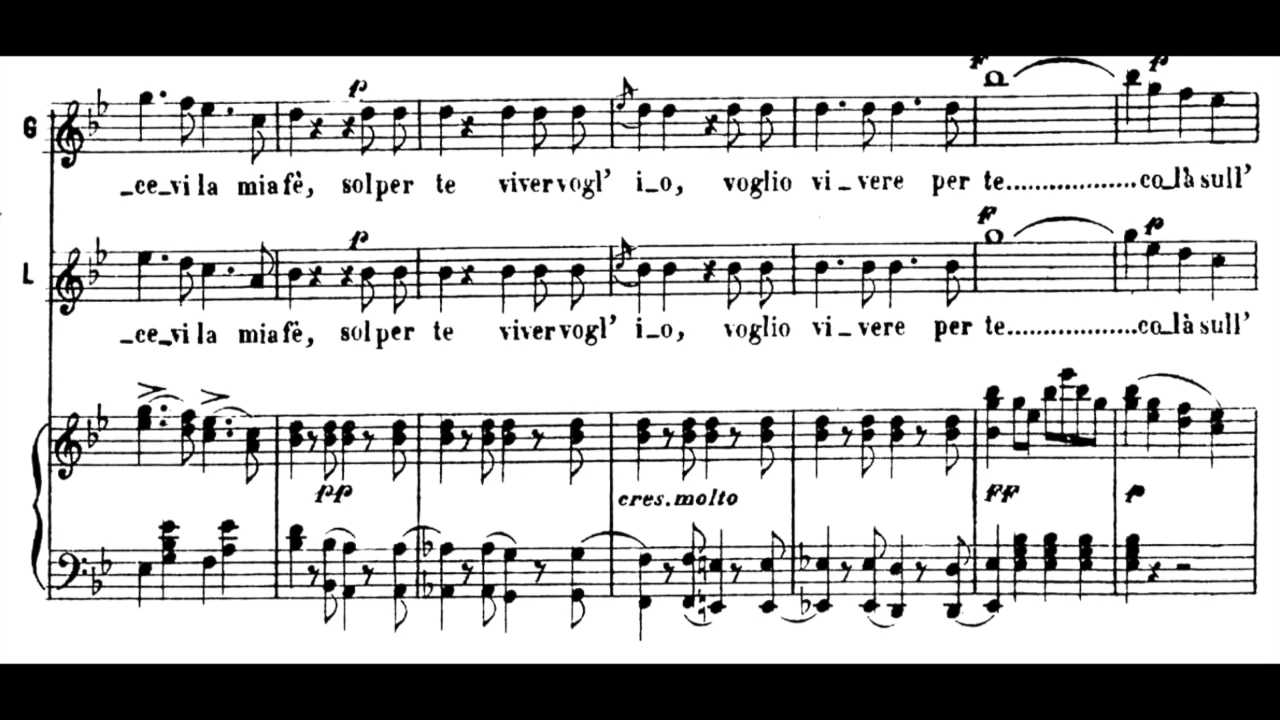 p
G
_ce_vi la mia fè, sol per te viver vogl' i_o, voglio vi_vere per te..................co_là sull'
F p
p
L
_ce_vi la mia fè, sol per te viver vogl' i_o, voglio vi_vere per te..................co_là sull'
pp cres. molto FF p